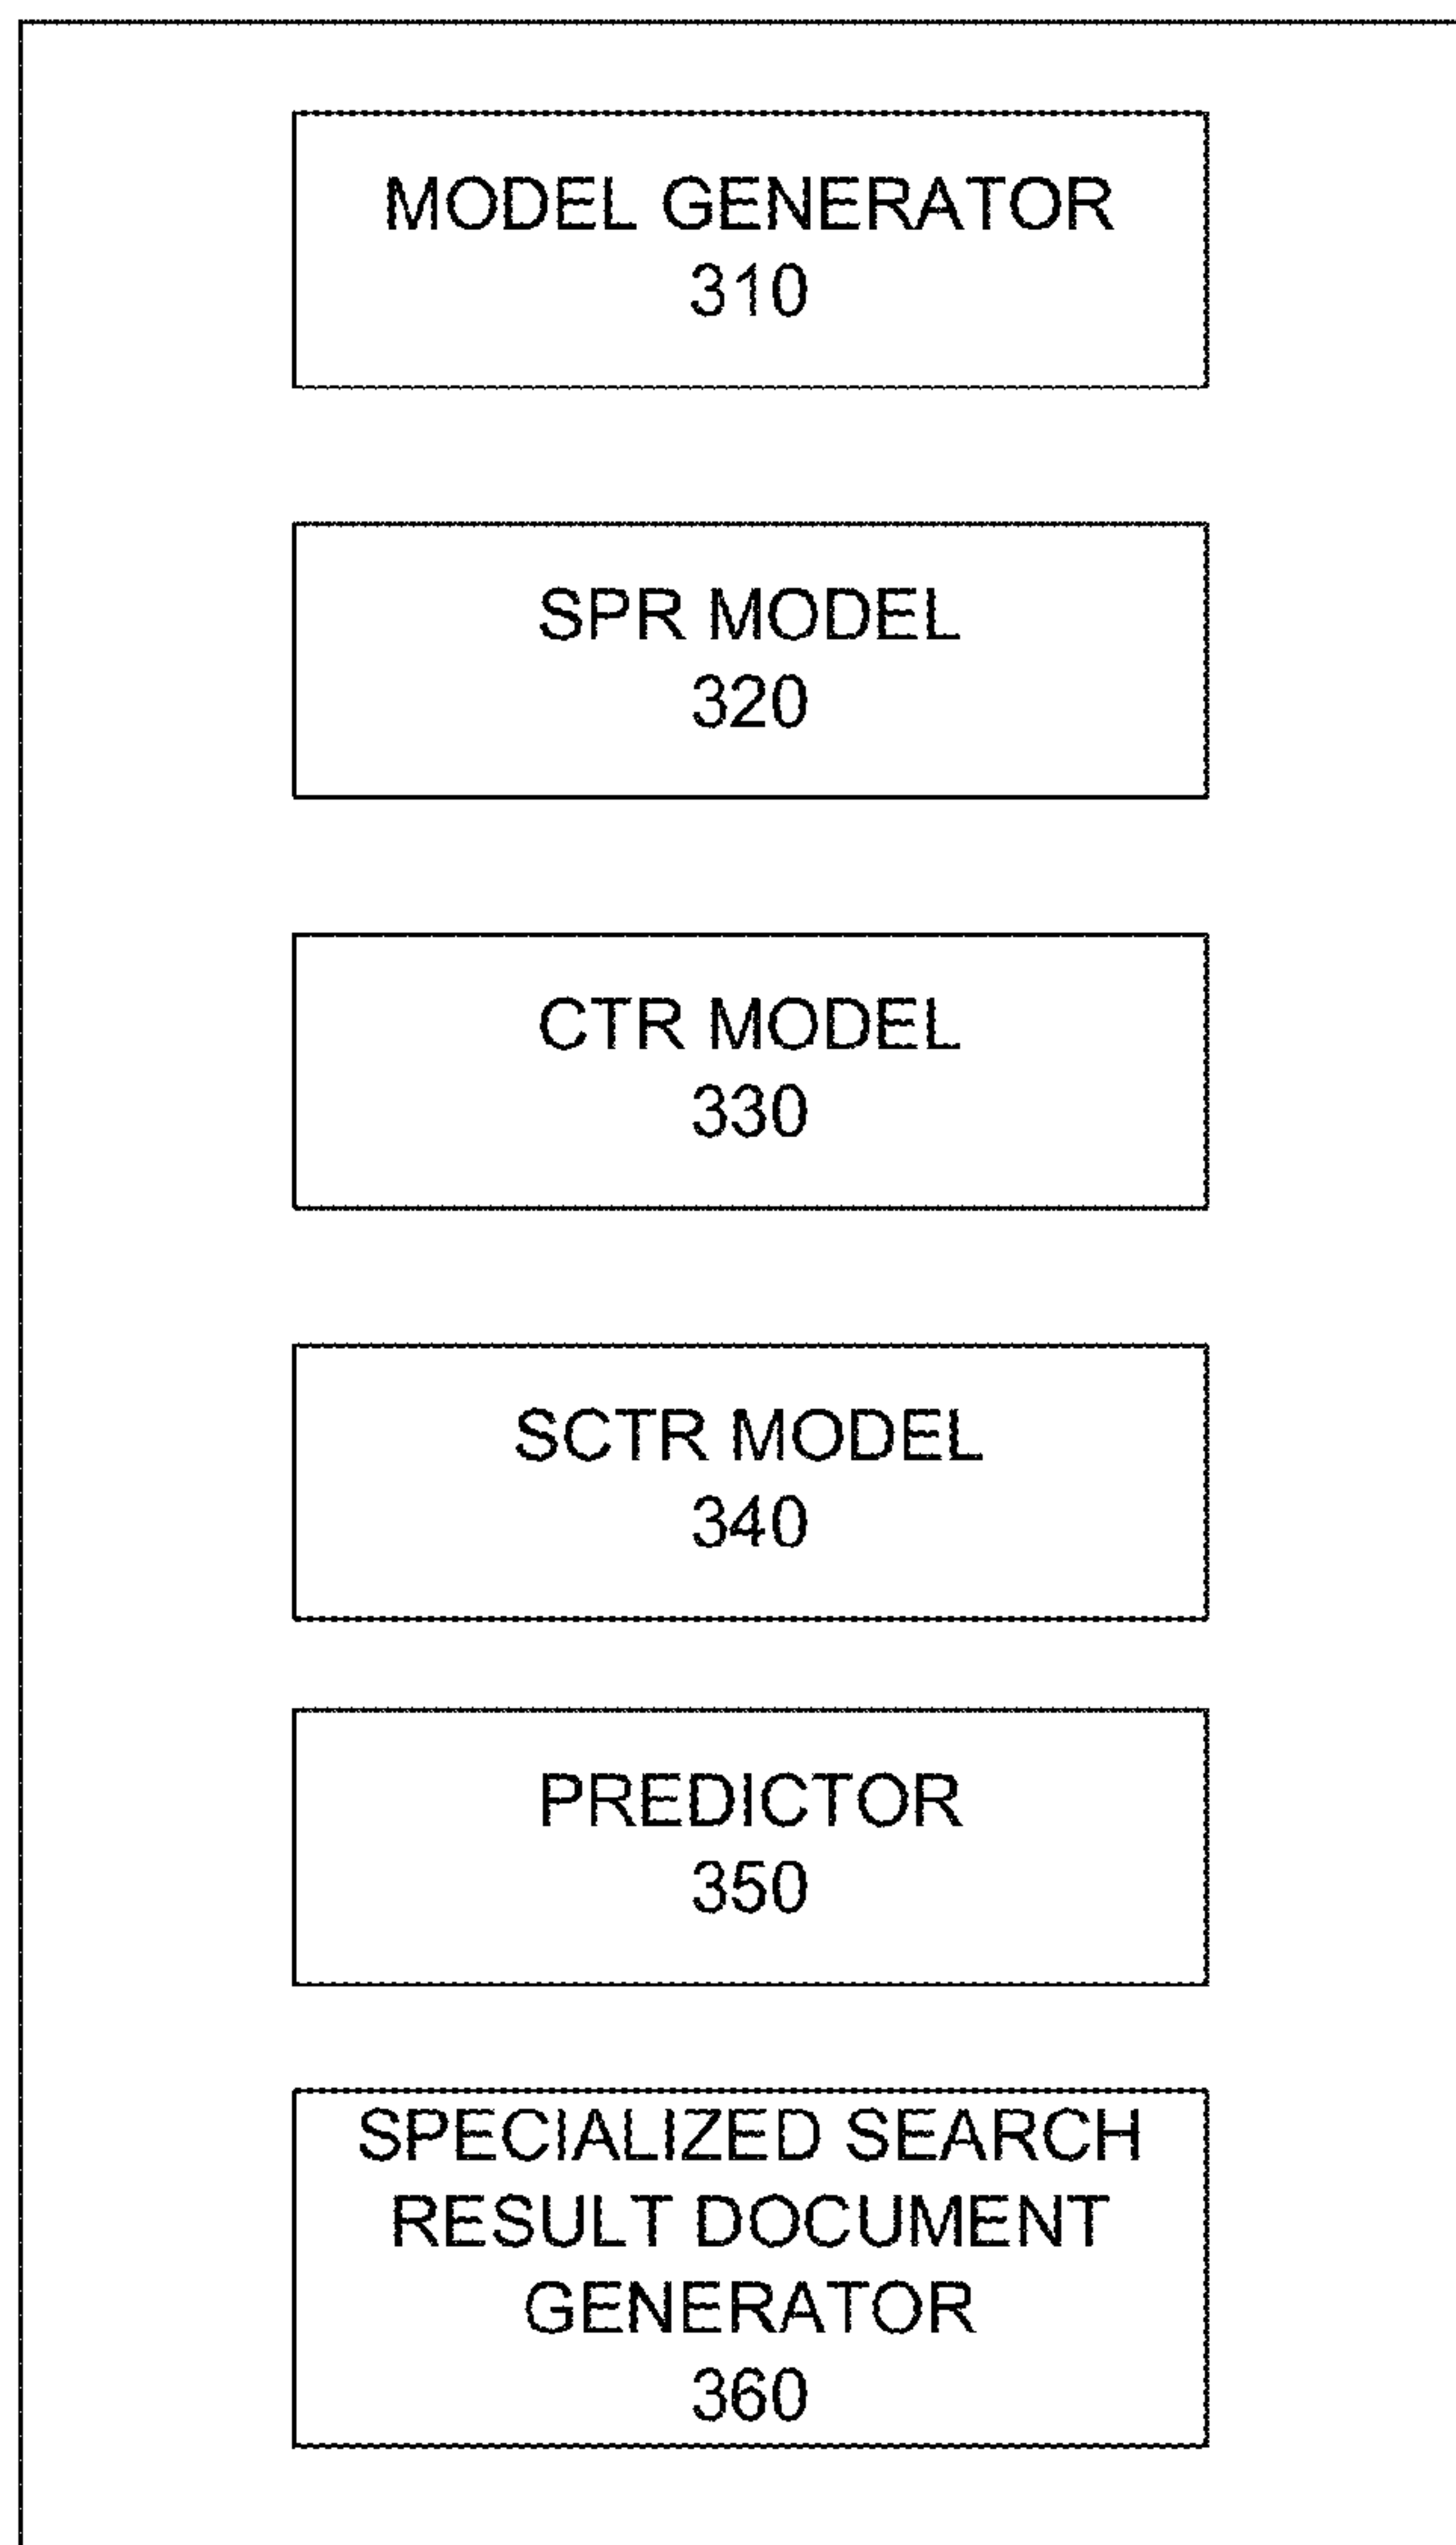 MODEL GENERATOR
310
SPR MODEL
320
CTR MODEL
330
SCTR MODEL
340
PREDICTOR
350
SPECIALIZED SEARCH
RESULT DOCUMENT
GENERATOR
360